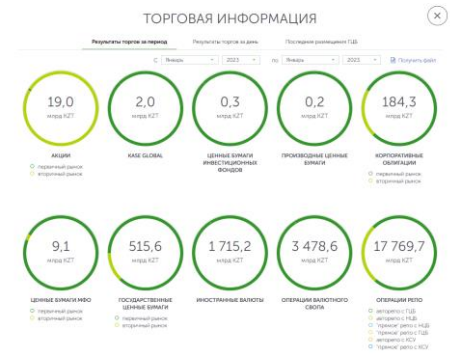 ТОРГОВАЯ ИНФОРМАЦИЯ
Результаты торгов за период
Результаты торгов за день
Последние размещения ГЦБ
С Январь 2023 по Январь 2023 Получить файл
19,0
млрд KZT
АКЦИИ
первичный рынок
вторичный рынок
2,0
млрд KZT
KASE GLOBAL
0,3
млрд KZT
ЦЕННЫЕ БУМАГИ
ИНВЕСТИЦИОННЫХ
ФОНДОВ
0,2
млрд KZT
ПРОИЗВОДНЫЕ ЦЕННЫЕ
БУМАГИ
184,3
млрд KZT
КОРПОРАТИВНЫЕ
ОБЛИГАЦИИ
первичный рынок
вторичный рынок
9,1
млрд KZT
ЦЕННЫЕ БУМАГИ МФО
первичный рынок
вторичный рынок
515,6
млрд KZT
ГОСУДАРСТВЕННЫЕ
ЦЕННЫЕ БУМАГИ
первичный рынок
вторичный рынок
1 715,2
млрд KZT
ИНОСТРАННЫЕ ВАЛЮТЫ
3 478,6
млрд KZT
ОПЕРАЦИИ ВАЛЮТНОГО
СВОПА
17 769,7
млрд KZT
ОПЕРАЦИИ РЕПО
авторепо с ГЦБ
авторепо с НЦБ
"прямое" репо с НЦБ
"прямое" репо с ГЦБ
авторепо с КСУ
"прямое" репо с КСУ